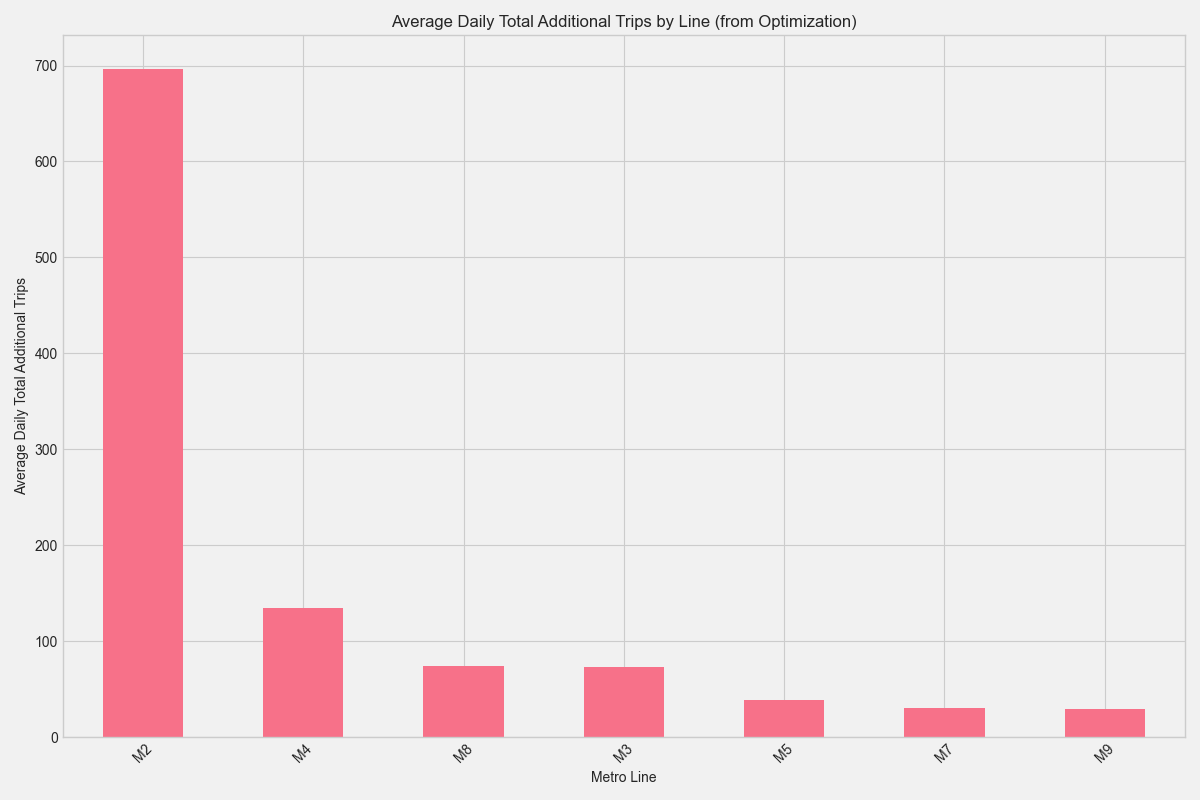 Average Daily Total Additional Trips by Line (from Optimization)
Average Daily Total Additional Trips
700
600
500
400
300
200
100
0
M2 M4 M8 M3 M5 M7 M9
Metro Line